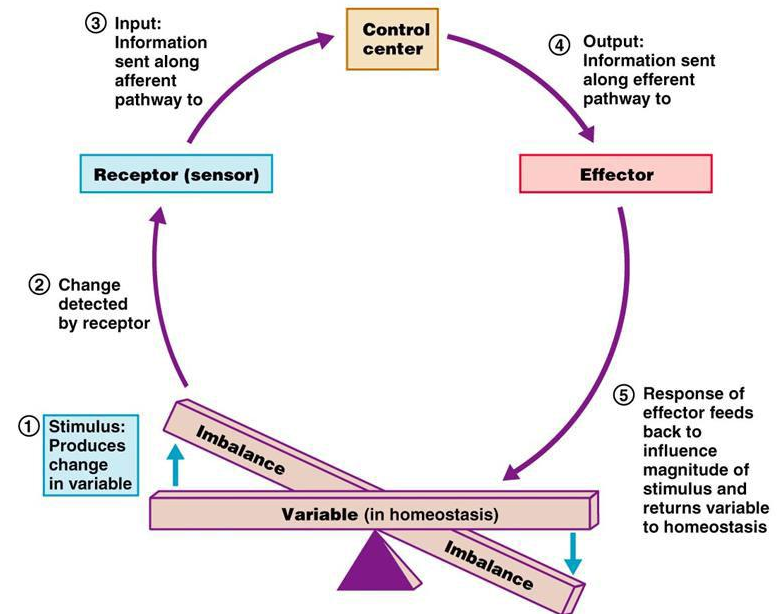 ③ Input:
Information
sent along
afferent
pathway to
Control
center
④ Output:
Information sent
along efferent
pathway to
Receptor (sensor)
Effector
② Change
detected
by receptor
① Stimulus:
Produces
change
in variable
Imbalance
Variable (in homeostasis)
Imbalance
⑤ Response of
effector feeds
back to
influence
magnitude of
stimulus and
returns variable
to homeostasis